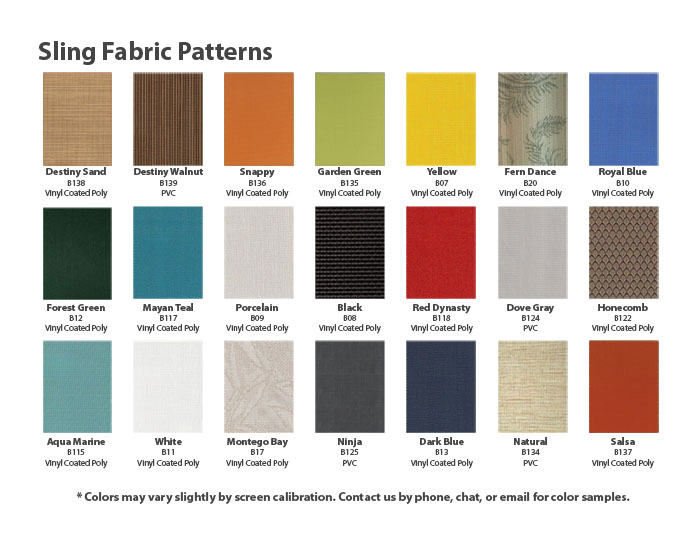 Sling Fabric Patterns
Destiny Sand Destiny Walnut Snappy Garden Green Yellow Fern Dance Royal Blue
B138 B139 B136 B135 B07 B20 B10
Vinyl Coated Poly PVC Vinyl Coated Poly Vinyl Coated Poly Vinyl Coated Poly Vinyl Coated Poly Vinyl Coated Poly
Forest Green Mayan Teal Porcelain Black Red Dynasty Dove Gray Honecomb
B12 B117 B09 B08 B118 B124 B122
Vinyl Coated Poly Vinyl Coated Poly Vinyl Coated Poly Vinyl Coated Poly Vinyl Coated Poly PVC Vinyl Coated Poly
Aqua Marine White Montego Bay Ninja Dark Blue Natural Salsa
B115 B11 B17 B125 B13 B134 B137
Vinyl Coated Poly Vinyl Coated Poly Vinyl Coated Poly PVC Vinyl Coated Poly PVC Vinyl Coated Poly
* Colors may vary slightly by screen calibration. Contact us by phone, chat, or email for color samples.